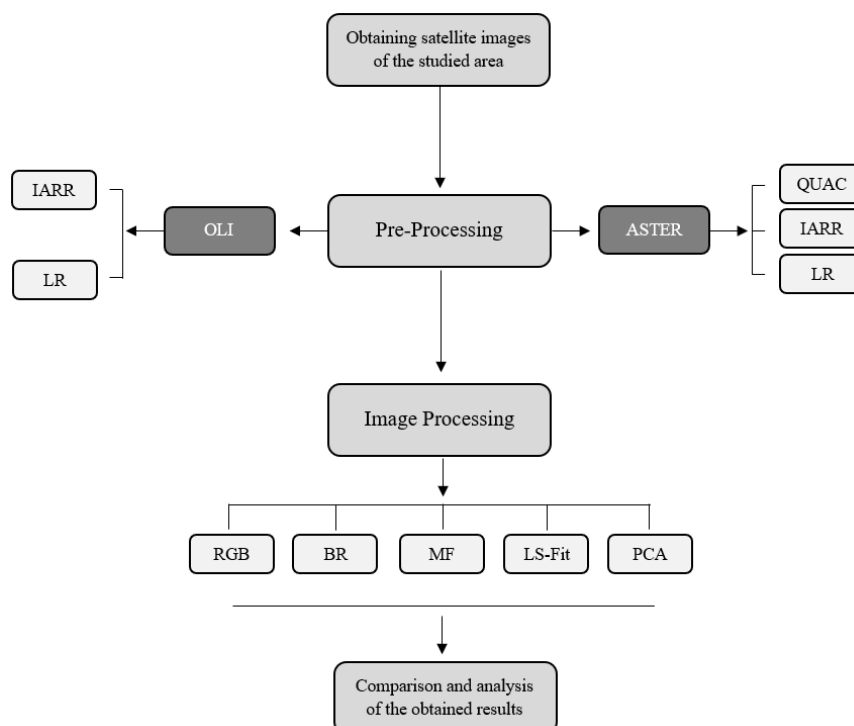 Obtaining satellite images
of the studied area
IARR
LR
OLI
Pre-Processing
ASTER
QUAC
IARR
LR
Image Processing
RGB
BR
MF
LS-Fit
PCA
Comparison and analysis
of the obtained results